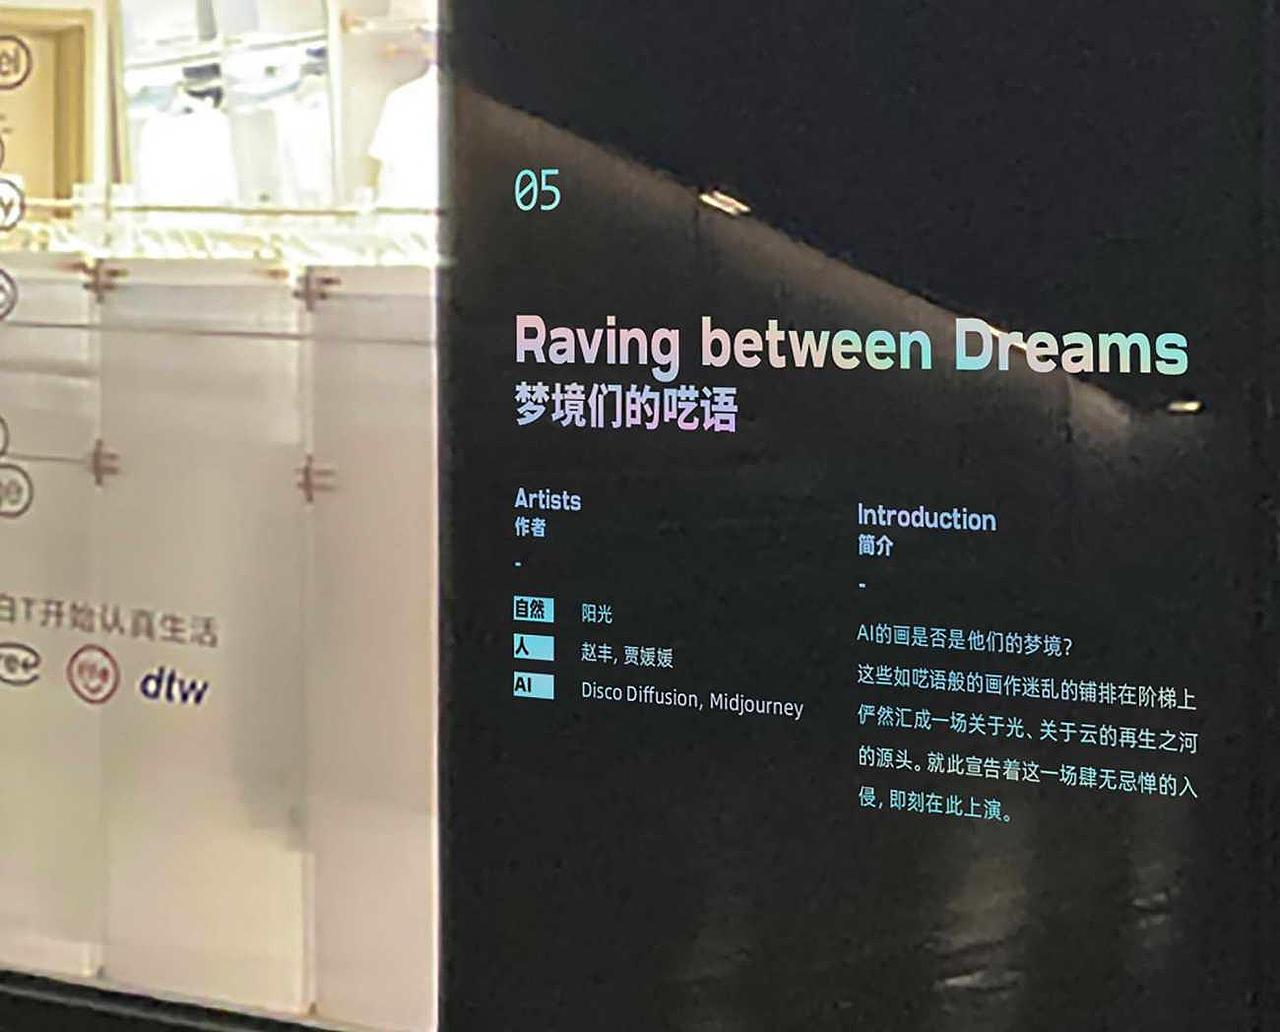 05
Raving between Dreams
梦境们的呓语
Artists
作者
-
自然 阳光
人 赵丰, 贾媛媛
AI Disco Diffusion, Midjourney
Introduction
简介
-
AI的画是否是他们的梦境?
这些如呓语般的画作迷乱的铺排在阶梯上
俨然汇成一场关于光、关于云的再生之河
的源头。就此宣告着这一场肆无忌惮的入
侵, 即刻在此上演。
白T开始认真生活
dtw